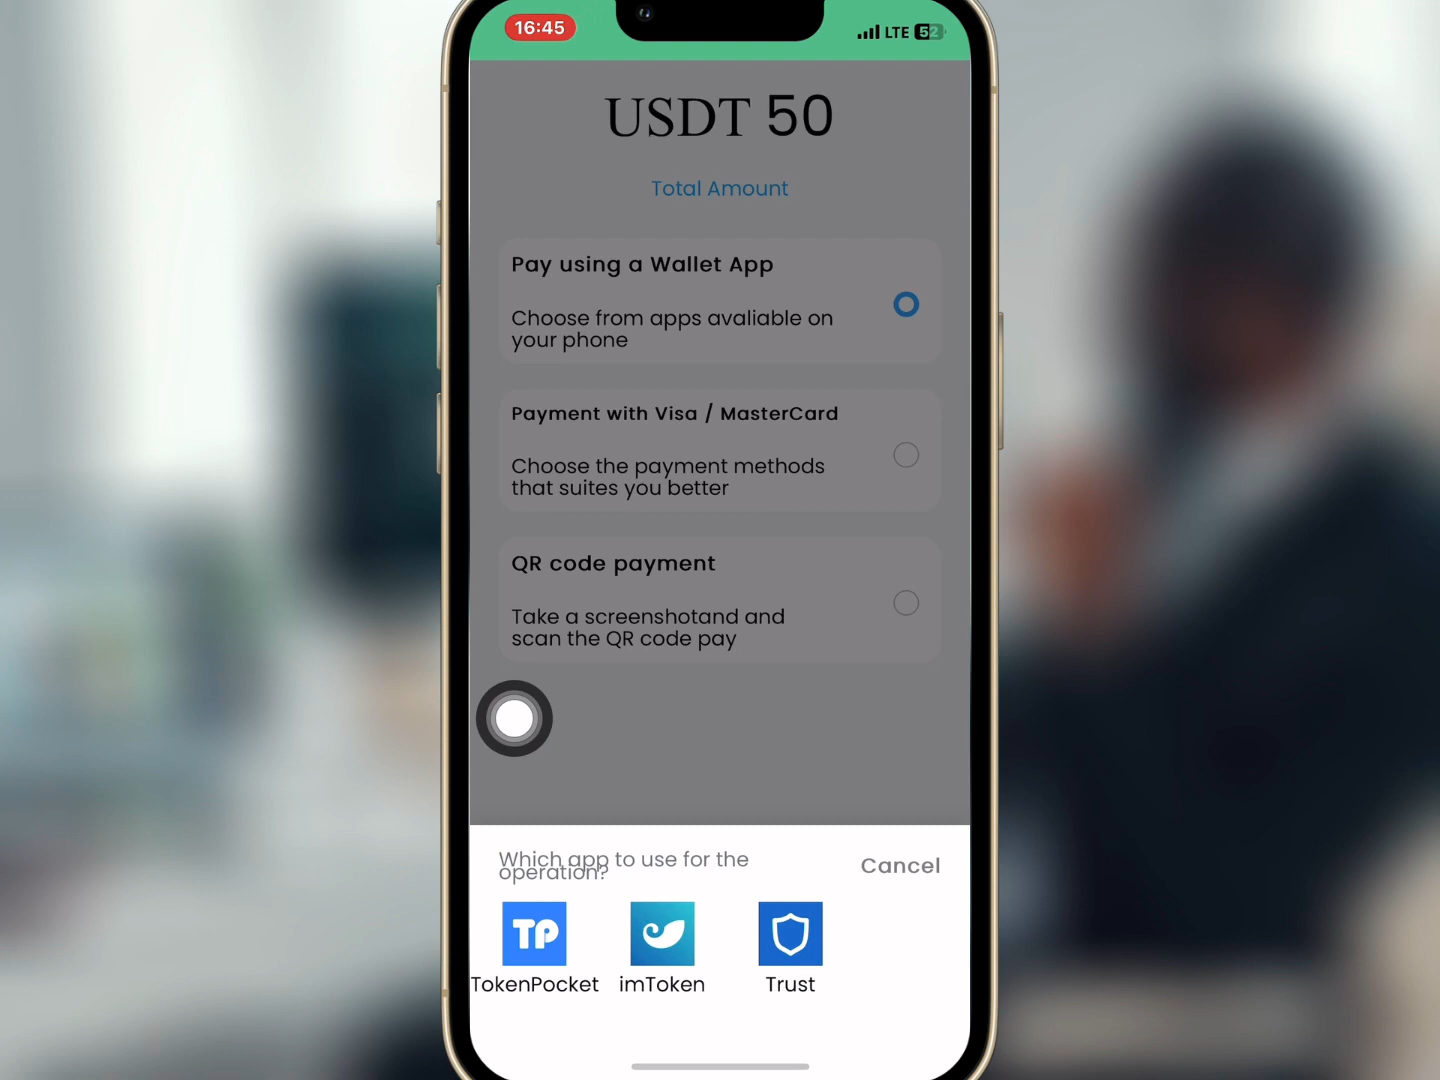 16:45
LTE 52
USDT 50
Total Amount
Pay using a Wallet App
Choose from apps avaliable on
your phone
Payment with Visa / MasterCard
Choose the payment methods
that suites you better
QR code payment
Take a screenshotand and
scan the QR code pay
Which app to use for the
operation?
Cancel
TP
TokenPocket
imToken
Trust